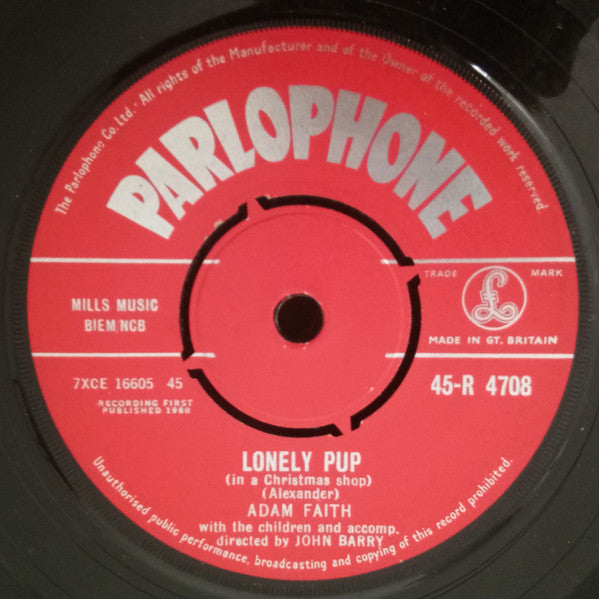 The Parlophone Co. Ltd. · All rights of the Manufacturer and of the Owner of the recorded work reserved.
PARLOPHONE
MILLS MUSIC
BIEM/NCB
TRADE MARK
£
MADE IN GT. BRITAIN
7XCE 16605 45
RECORDING FIRST
PUBLISHED 1960
45-R 4708
LONELY PUP
(in a Christmas shop)
(Alexander)
ADAM FAITH
with the children and accomp.
directed by JOHN BARRY
Unauthorised public performance, broadcasting and copying of this record prohibited.